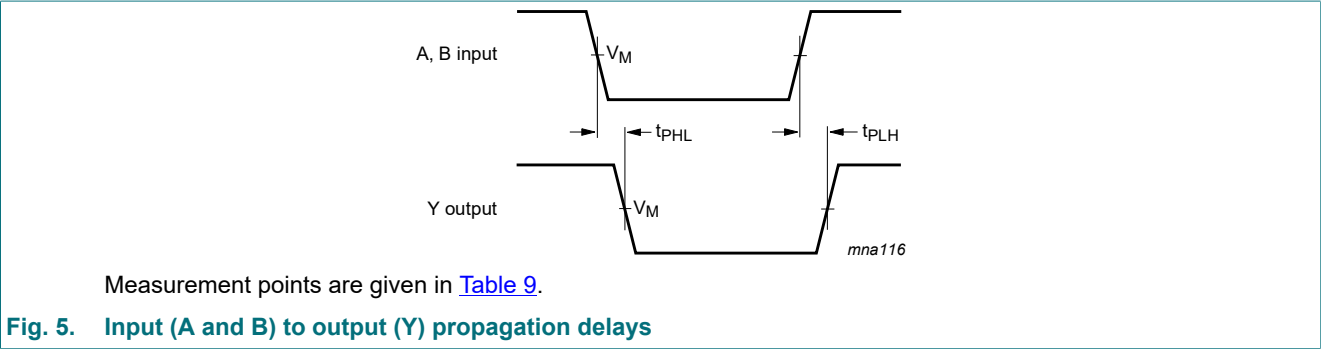 A, B input
VM
tPHL
tPLH
Y output
VM
mna116
Measurement points are given in Table 9.
Fig. 5. Input (A and B) to output (Y) propagation delays